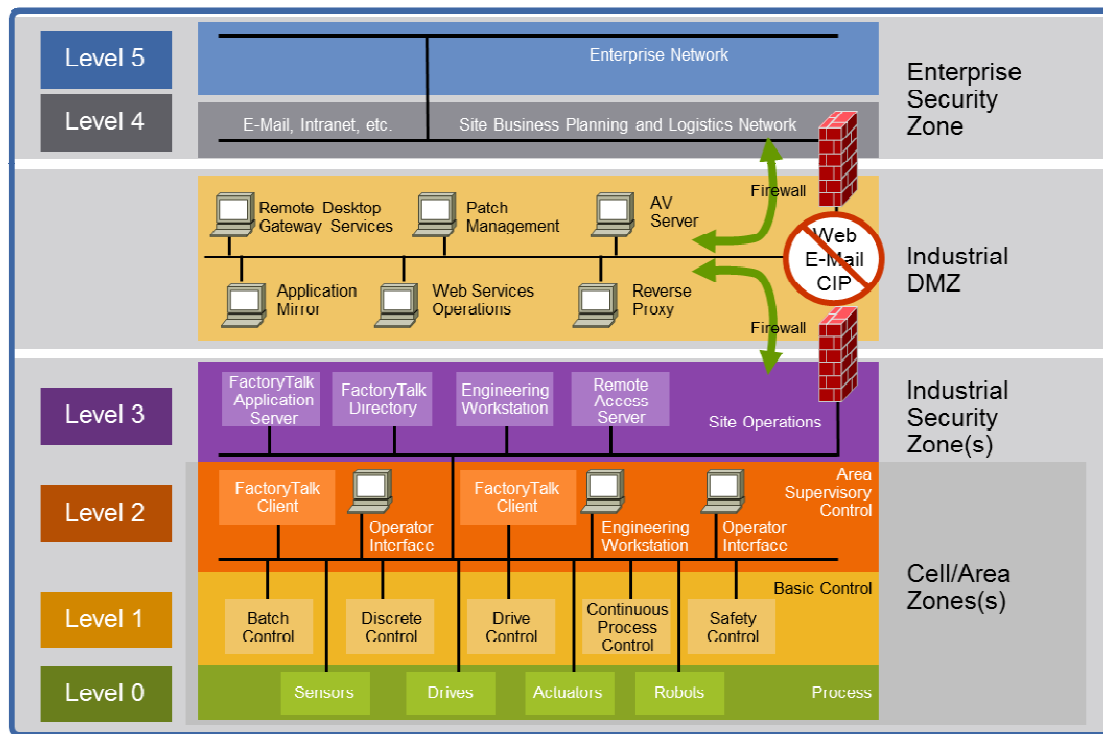 Level 5
Enterprise Network
Enterprise
Security
Zone
Level 4
E-Mail, Intranet, etc.
Site Business Planning and Logistics Network
Firewall
Remote Desktop
Gateway Services
Patch
Management
AV
Server
Web
E-Mail
CIP
Industrial
DMZ
Application
Mirror
Web Services
Operations
Reverse
Proxy
Firewall
Level 3
FactoryTalk
Application
Server
FactoryTalk
Directory
Engineering
Workstation
Remote
Access
Server
Site Operations
Industrial
Security
Zone(s)
Level 2
FactoryTalk
Client
Operator
Interface
FactoryTalk
Client
Engineering
Workstation
Operator
Interface
Area
Supervisory
Control
Cell/Area
Zones(s)
Level 1
Basic Control
Batch
Control
Discrete
Control
Drive
Control
Continuous
Process
Control
Safety
Control
Level 0
Sensors
Drives
Actuators
Robots
Process